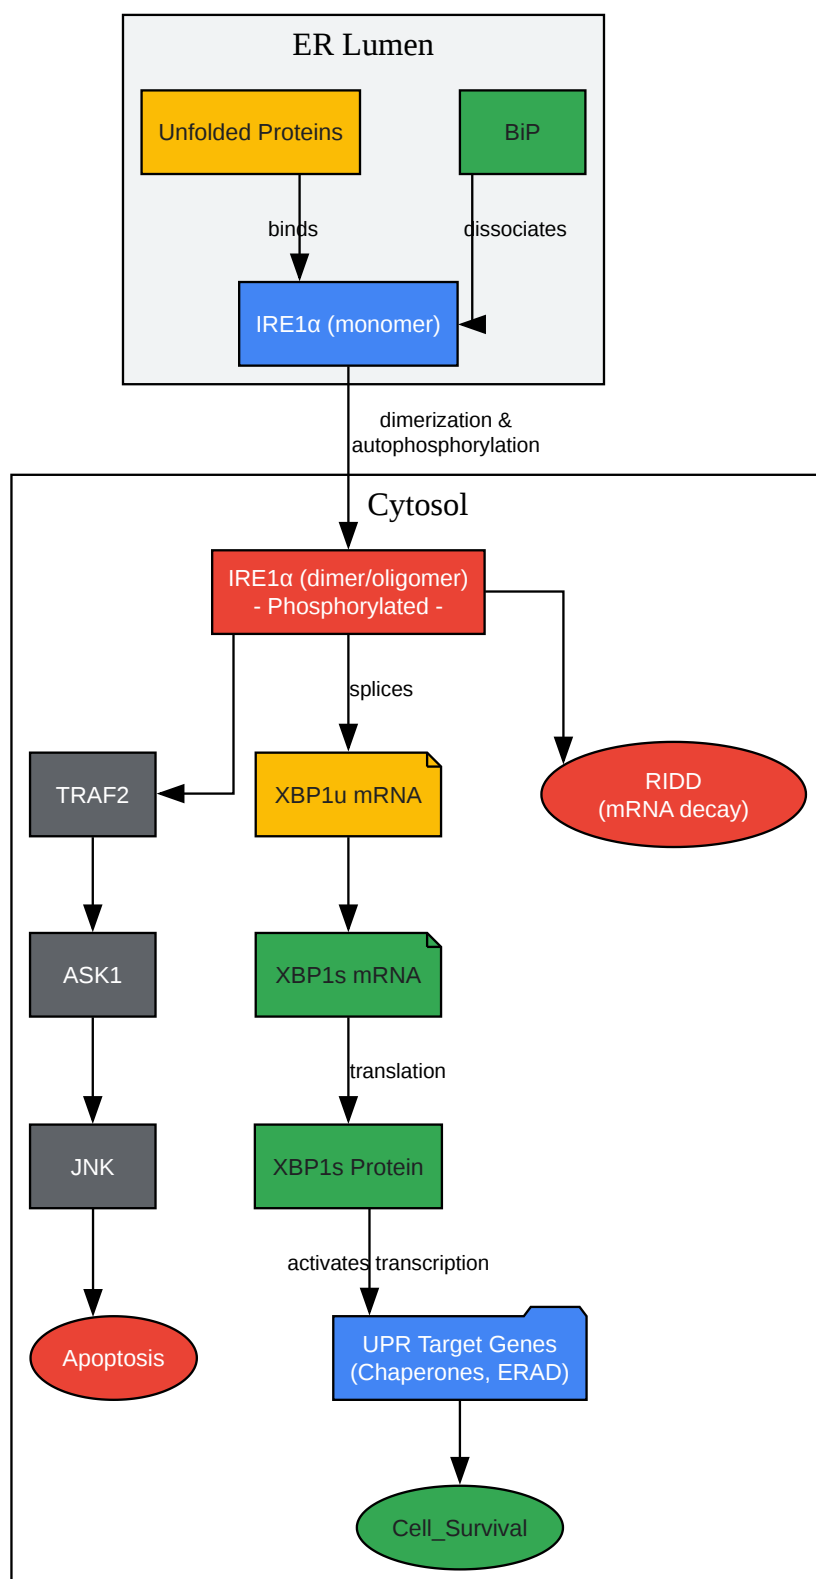 ER Lumen
Unfolded Proteins
BiP
binds
dissociates
IRE1α (monomer)
dimerization &
autophosphorylation
Cytosol
IRE1α (dimer/oligomer)
- Phosphorylated -
splices
TRAF2
XBP1u mRNA
RIDD
(mRNA decay)
ASK1
XBP1s mRNA
translation
JNK
XBP1s Protein
activates transcription
Apoptosis
UPR Target Genes
(Chaperones, ERAD)
Cell_Survival